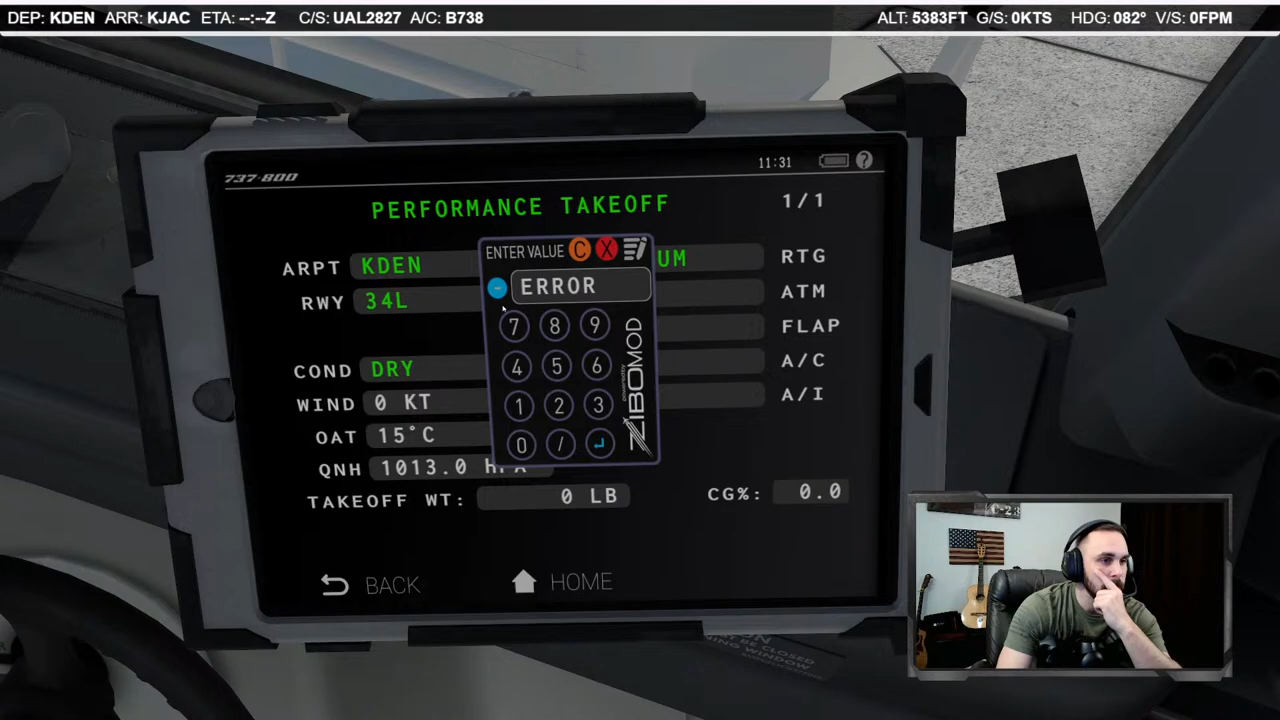 DEP: KDEN ARR: KJAC ETA: --:--Z C/S: UAL2827 A/C: B738 ALT: 5383FT G/S: 0KTS HDG: 082° V/S: 0FPM
737-800 11:31 ?
PERFORMANCE TAKEOFF 1/1
ARPT KDEN UM RTG
RWY 34L ATM
FLAP
COND DRY A/C
WIND 0 KT A/I
OAT 15°C
QNH 1013.0 HPA
TAKEOFF WT: 0 LB CG%: 0.0
BACK HOME
ENTER VALUE C X
- ERROR
7 8 9
4 5 6
1 2 3
0 /
powered by ZIBOMOD